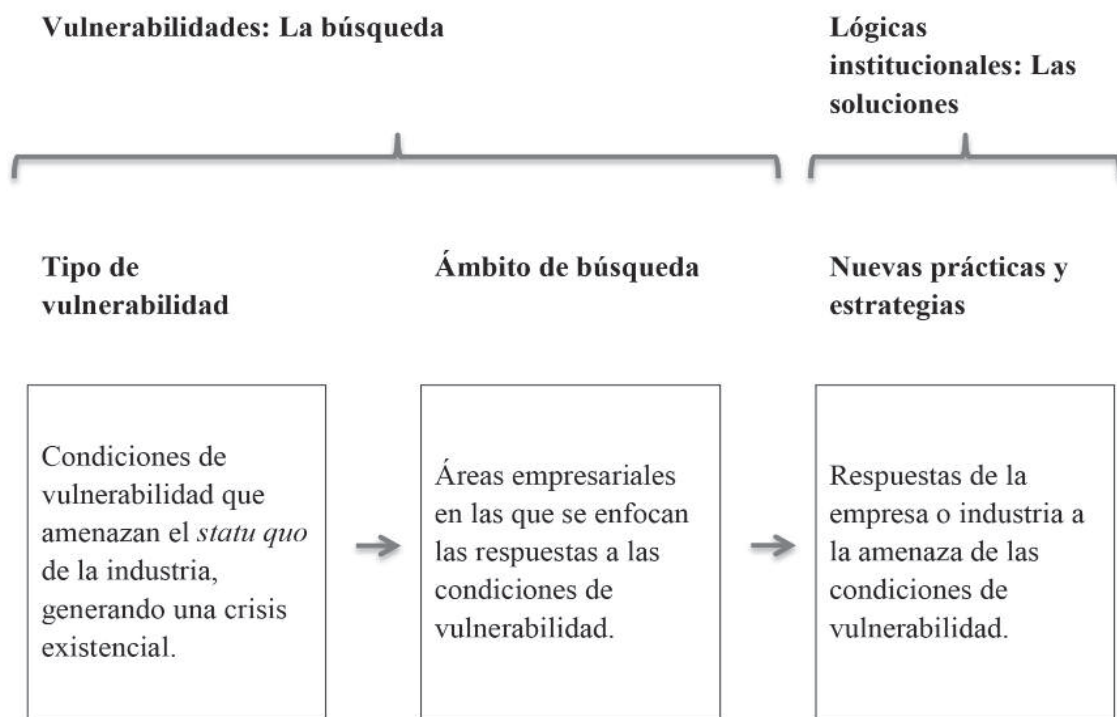 Vulnerabilidades: La búsqueda
Lógicas
institucionales: Las
soluciones
Tipo de
vulnerabilidad
Ámbito de búsqueda
Nuevas prácticas y
estrategias
Condiciones de
vulnerabilidad que
amenazan el statu quo
de la industria,
generando una crisis
existencial.
Áreas empresariales
en las que se enfocan
las respuestas a las
condiciones de
vulnerabilidad.
Respuestas de la
empresa o industria a
la amenaza de las
condiciones de
vulnerabilidad.